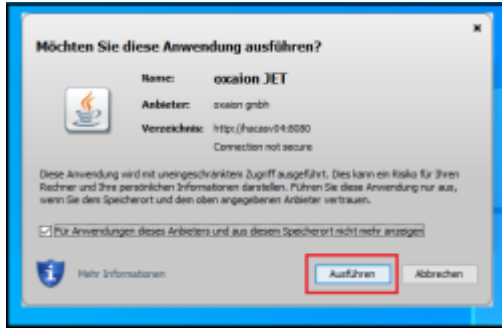 Möchten Sie diese Anwendung ausführen?
Name: oxaion JET
Anbieter: oxaion gmbh
Verzeichnis: http://hacasv04:8080
Connection not secure
Diese Anwendung wird mit uneingeschränktem Zugriff ausgeführt. Dies kann ein Risiko für Ihren
Rechner und Ihre persönlichen Informationen darstellen. Führen Sie diese Anwendung nur aus,
wenn Sie dem Speicherort und dem oben angegebenen Anbieter vertrauen.
Für Anwendungen dieses Anbieters und aus diesem Speicherort nicht mehr anzeigen
Mehr Informationen
Ausführen
Abbrechen